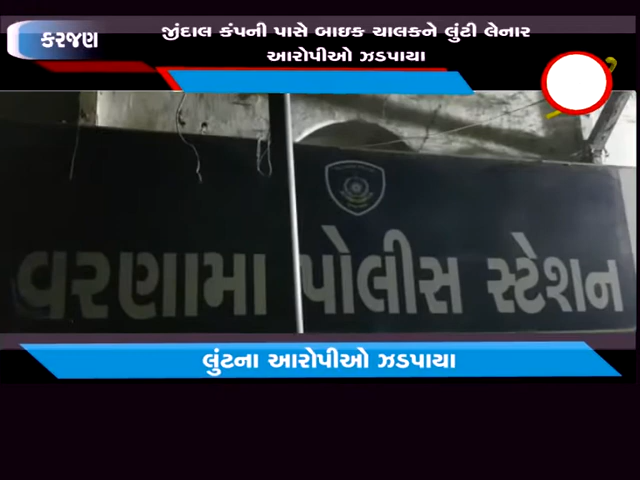 કરજણ
જીંદાલ કંપની પાસે બાઇક ચાલકને લુંટી લેનાર
આરોપીઓ ઝડપાયા
વરણામા પોલીસ સ્ટેશન
લુંટના આરોપીઓ ઝડપાયા